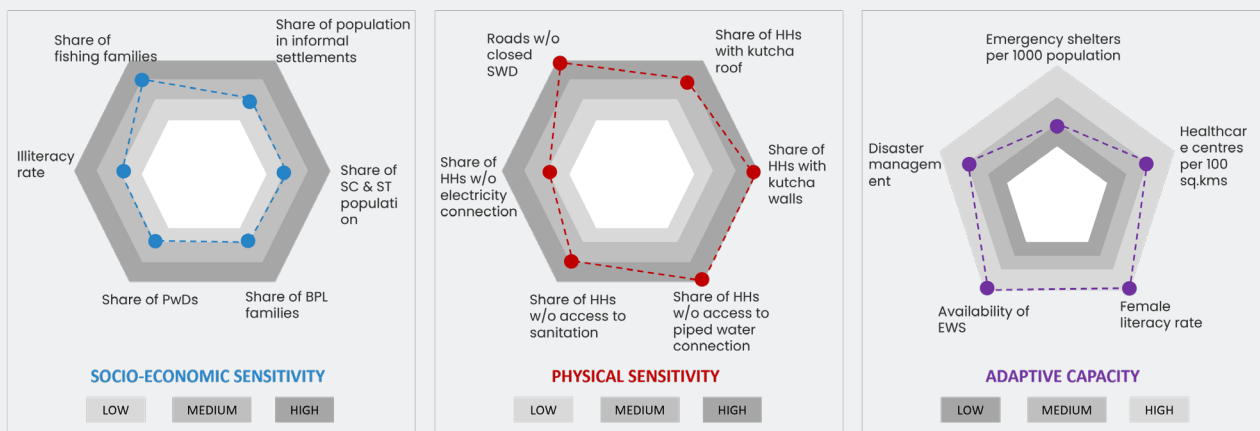 Share of
fishing families
Share of population
in informal
settlements
Illiteracy
rate
Share of
SC & ST
populati
on
Share of PwDs
Share of BPL
families
SOCIO-ECONOMIC SENSITIVITY
LOW
MEDIUM
HIGH
Roads w/o
closed
SWD
Share of HHs
with kutcha
roof
Share of
HHs w/o
electricity
connection
Share of
HHs with
kutcha
walls
Share of HHs
w/o access to
sanitation
Share of HHs
w/o access to
piped water
connection
PHYSICAL SENSITIVITY
LOW
MEDIUM
HIGH
Emergency shelters
per 1000 population
Disaster
managem
ent
Healthcar
e centres
per 100
sq.kms
Availability of
EWS
Female
literacy rate
ADAPTIVE CAPACITY
LOW
MEDIUM
HIGH